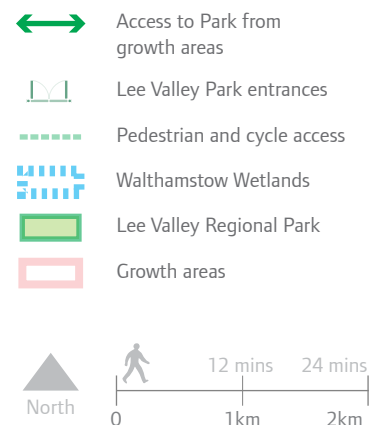 Access to Park from
growth areas
Lee Valley Park entrances
Pedestrian and cycle access
Walthamstow Wetlands
Lee Valley Regional Park
Growth areas
12 mins 24 mins
North
0 1km 2km